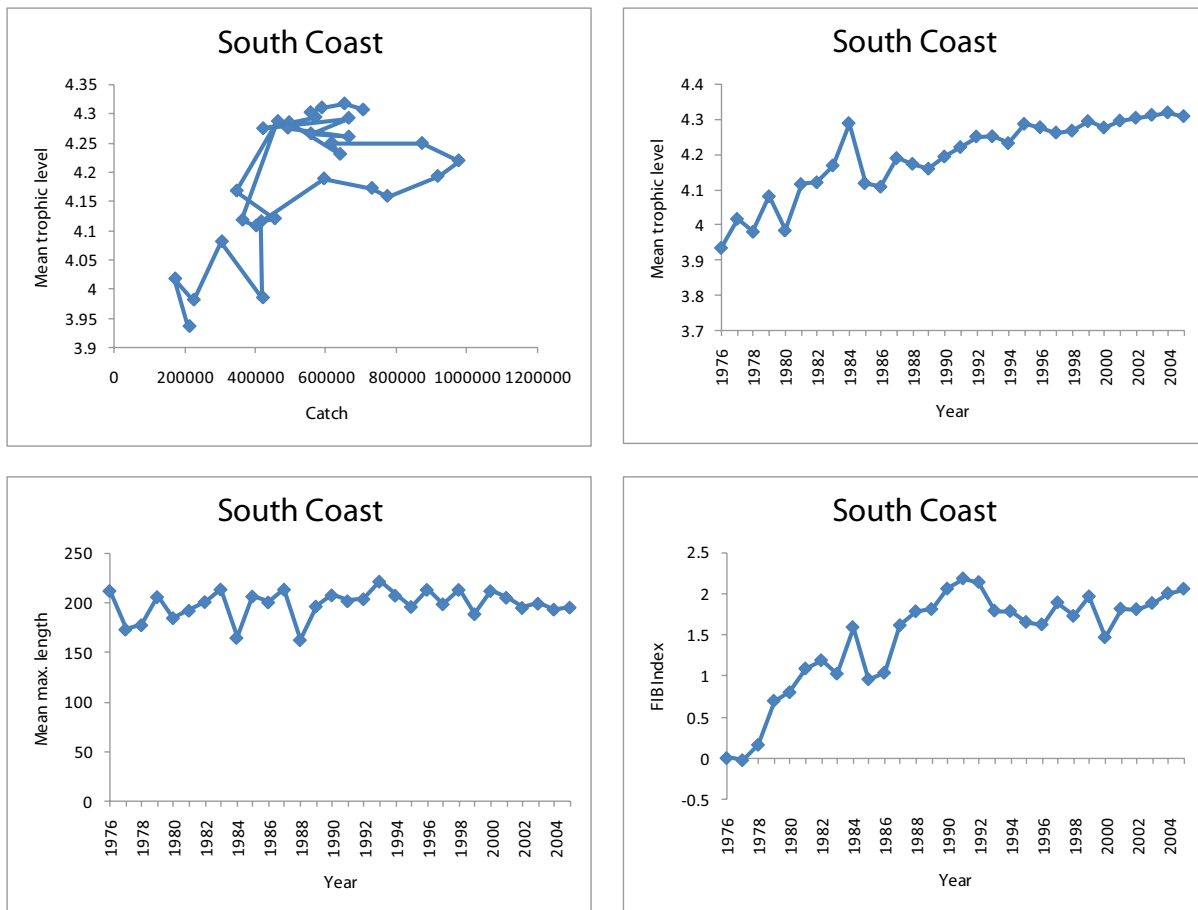 South Coast
4.35
4.3
4.25
4.2
4.15
4.1
4.05
4
3.95
3.9
0 200000 400000 600000 800000 1000000 1200000
Mean trophic level
Catch
South Coast
4.4
4.3
4.2
4.1
4
3.9
3.8
3.7
1976 1978 1980 1982 1984 1986 1988 1990 1992 1994 1996 1998 2000 2002 2004
Mean trophic level
Year
South Coast
250
200
150
100
50
0
1976 1978 1980 1982 1984 1986 1988 1990 1992 1994 1996 1998 2000 2002 2004
Mean max. length
Year
South Coast
2.5
2
1.5
1
0.5
0
-0.5
1976 1978 1980 1982 1984 1986 1988 1990 1992 1994 1996 1998 2000 2002 2004
FIB Index
Year